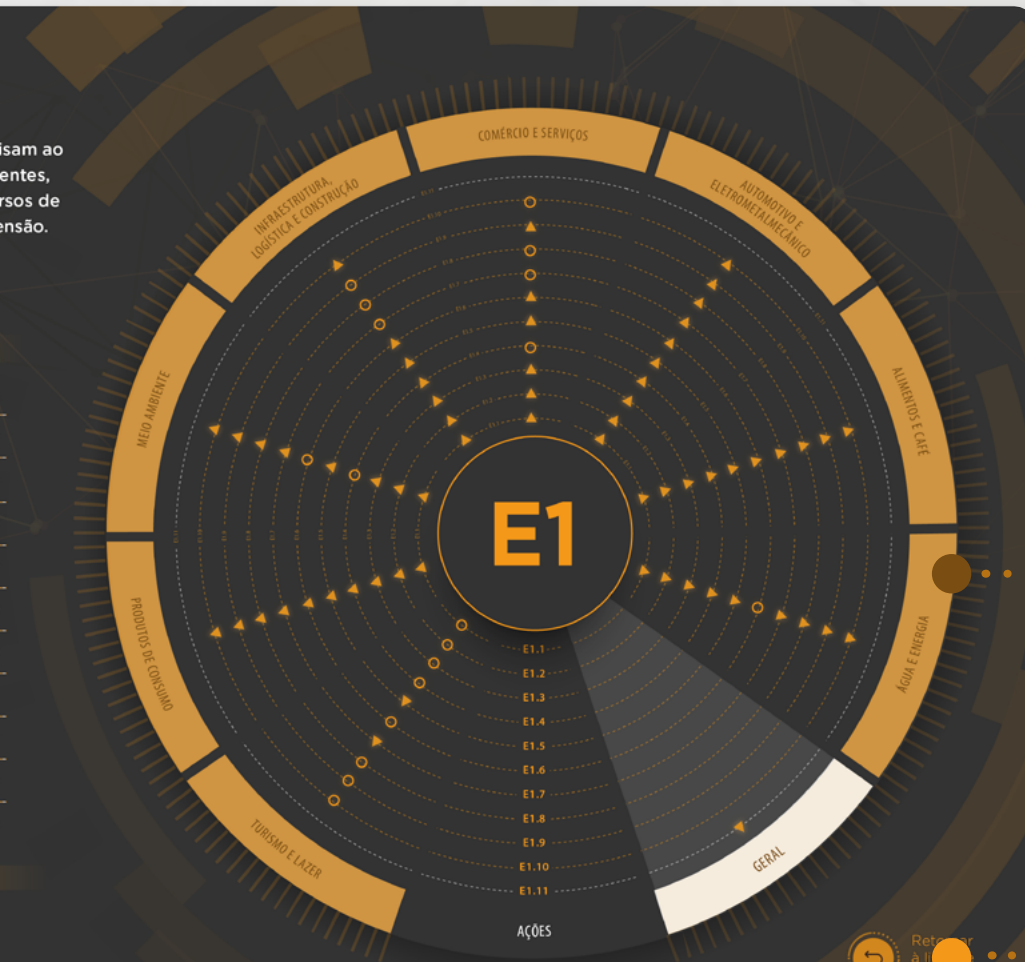 isam ao
entes,
rsos de
ensão.
COMÉRCIO E SERVIÇOS
INFRAESTRUTURA,
LOGÍSTICA E CONSTRUÇÃO
AUTOMOTIVO E
ELETROMETALMECÂNICO
MEIO AMBIENTE
ALIMENTOS E CAFÉ
E1
PRODUTOS DE CONSUMO
ÁGUA E ENERGIA
E1.1
E1.2
E1.3
E1.4
E1.5
E1.6
E1.7
E1.8
E1.9
E1.10
E1.11
TURISMO E LAZER
GERAL
AÇÕES